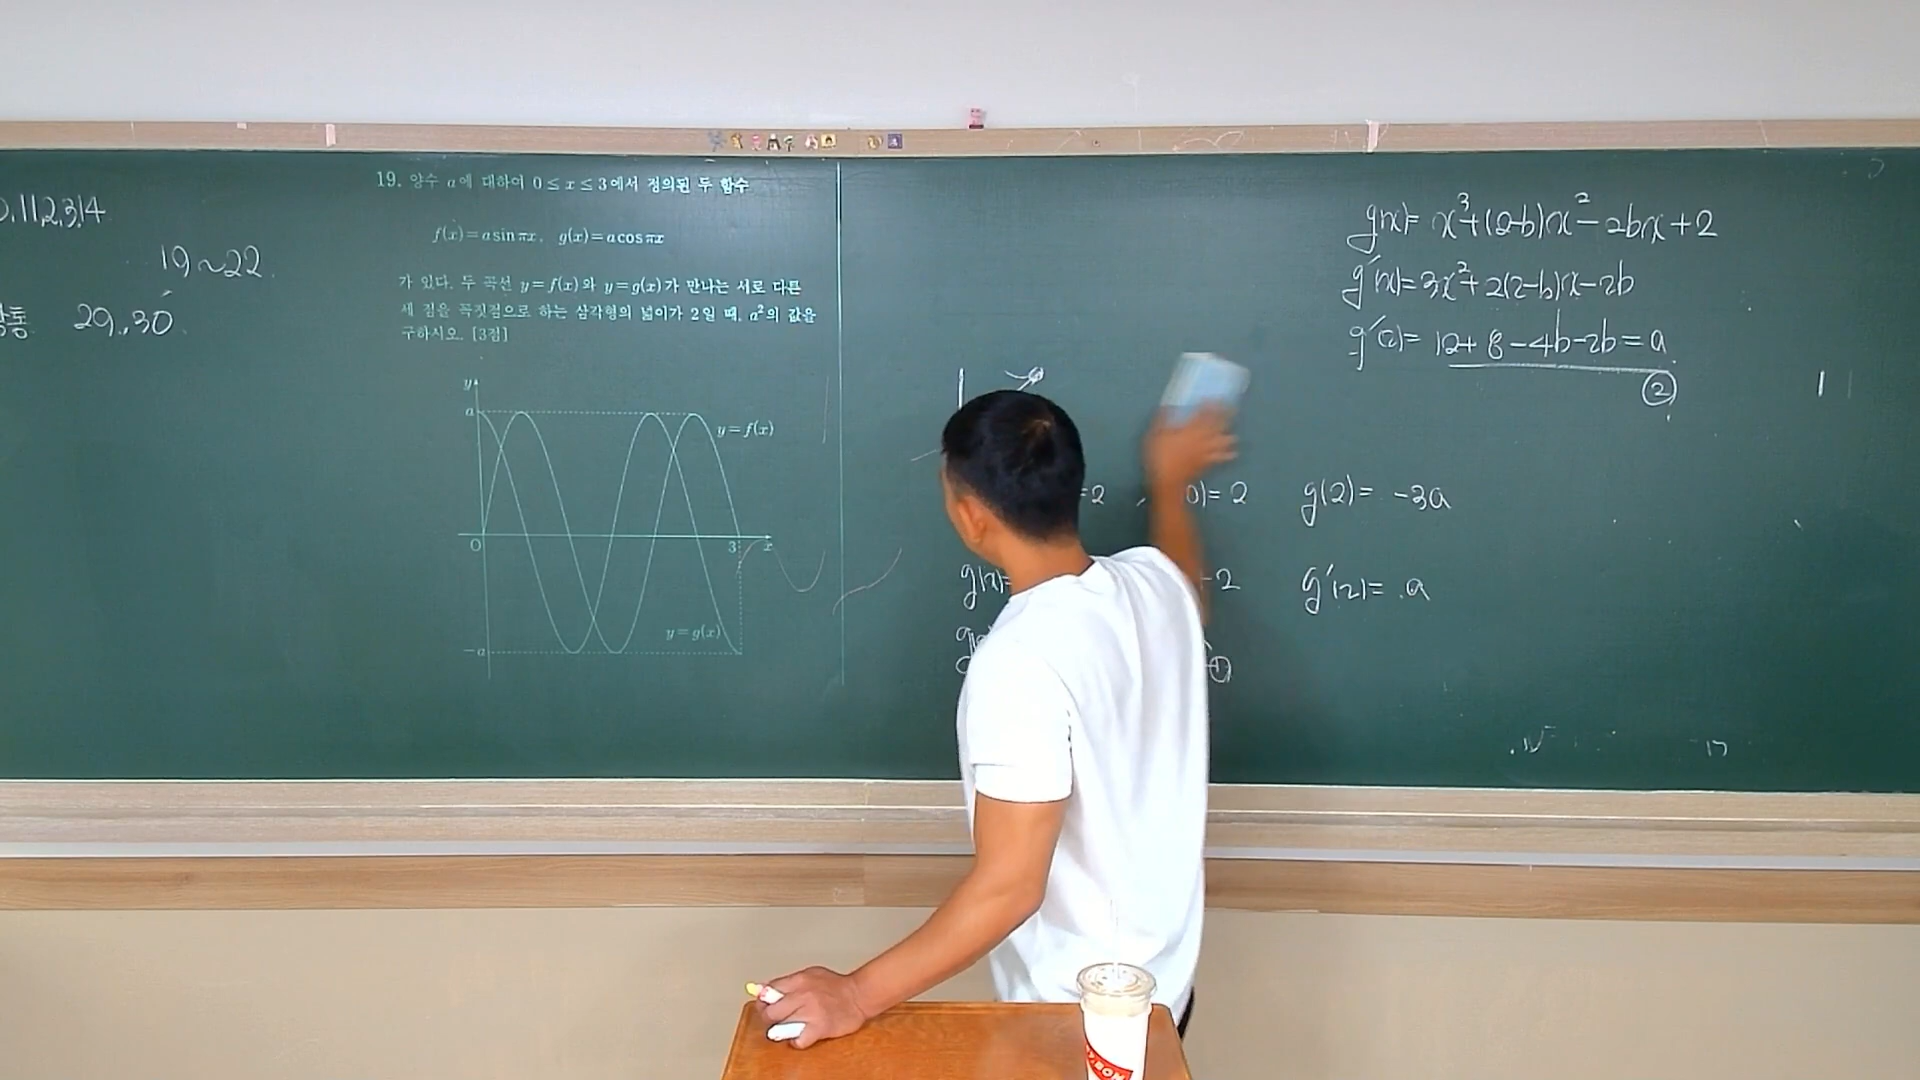 0.11,2,3,14
19~22.
29,,30
19. 양수 a에 대하여 0≤x≤3에서 정의된 두 함수
f(x)=a sin πx, g(x)=a cos πx
가 있다. 두 곡선 y=f(x)와 y=g(x)가 만나는 서로 다른
세 점을 꼭짓점으로 하는 삼각형의 넓이가 2일 때, a²의 값을
구하시오. [3점]
y
a
y=f(x)
O
3
x
y=g(x)
-a
g(x)= x³+(2-b)x²-2bx+2
g'(x)=3x²+2(2-b)x-2b
g'(2)= 12+8-4b-2b=a
②
=2 , 0)=2 g(2)= -3a
g(x)= -2 g'(2)= a
①